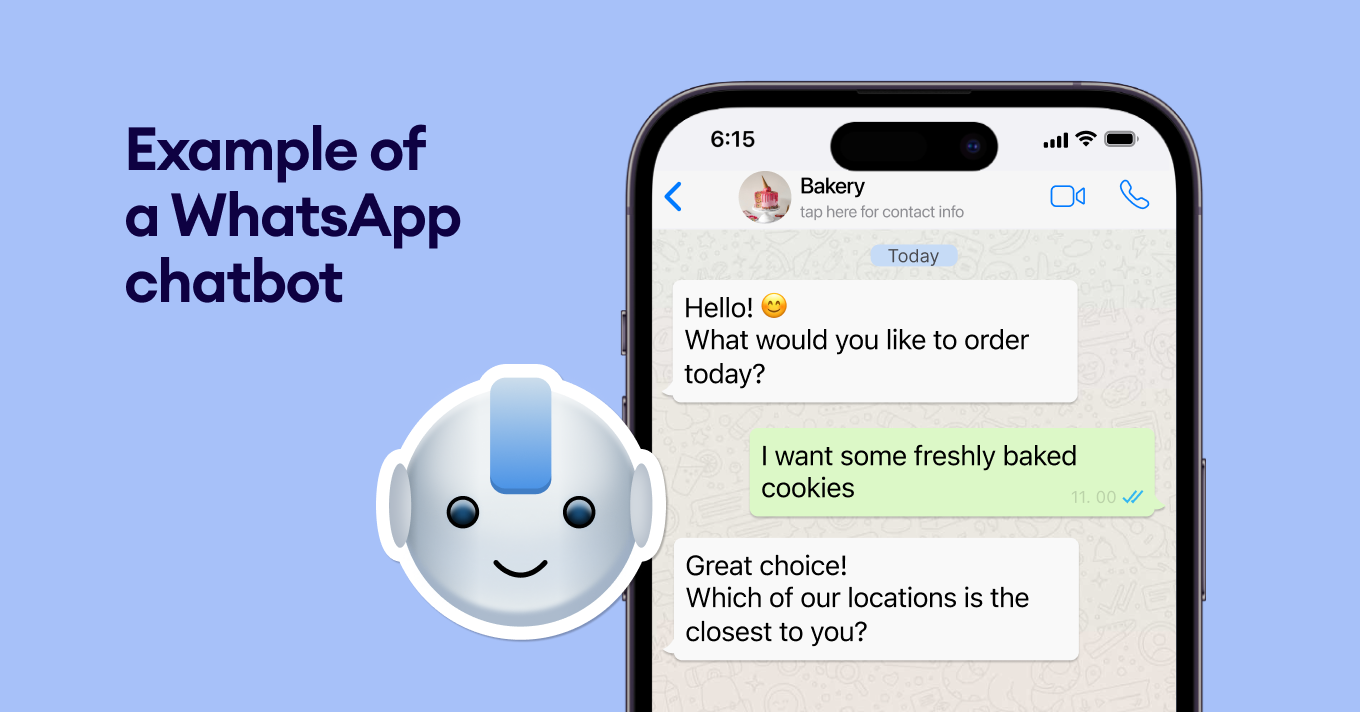 Example of
a WhatsApp
chatbot
6:15
Bakery
tap here for contact info
Today
Hello! 😊
What would you like to order
today?
I want some freshly baked
cookies
11. 00
Great choice!
Which of our locations is the
closest to you?